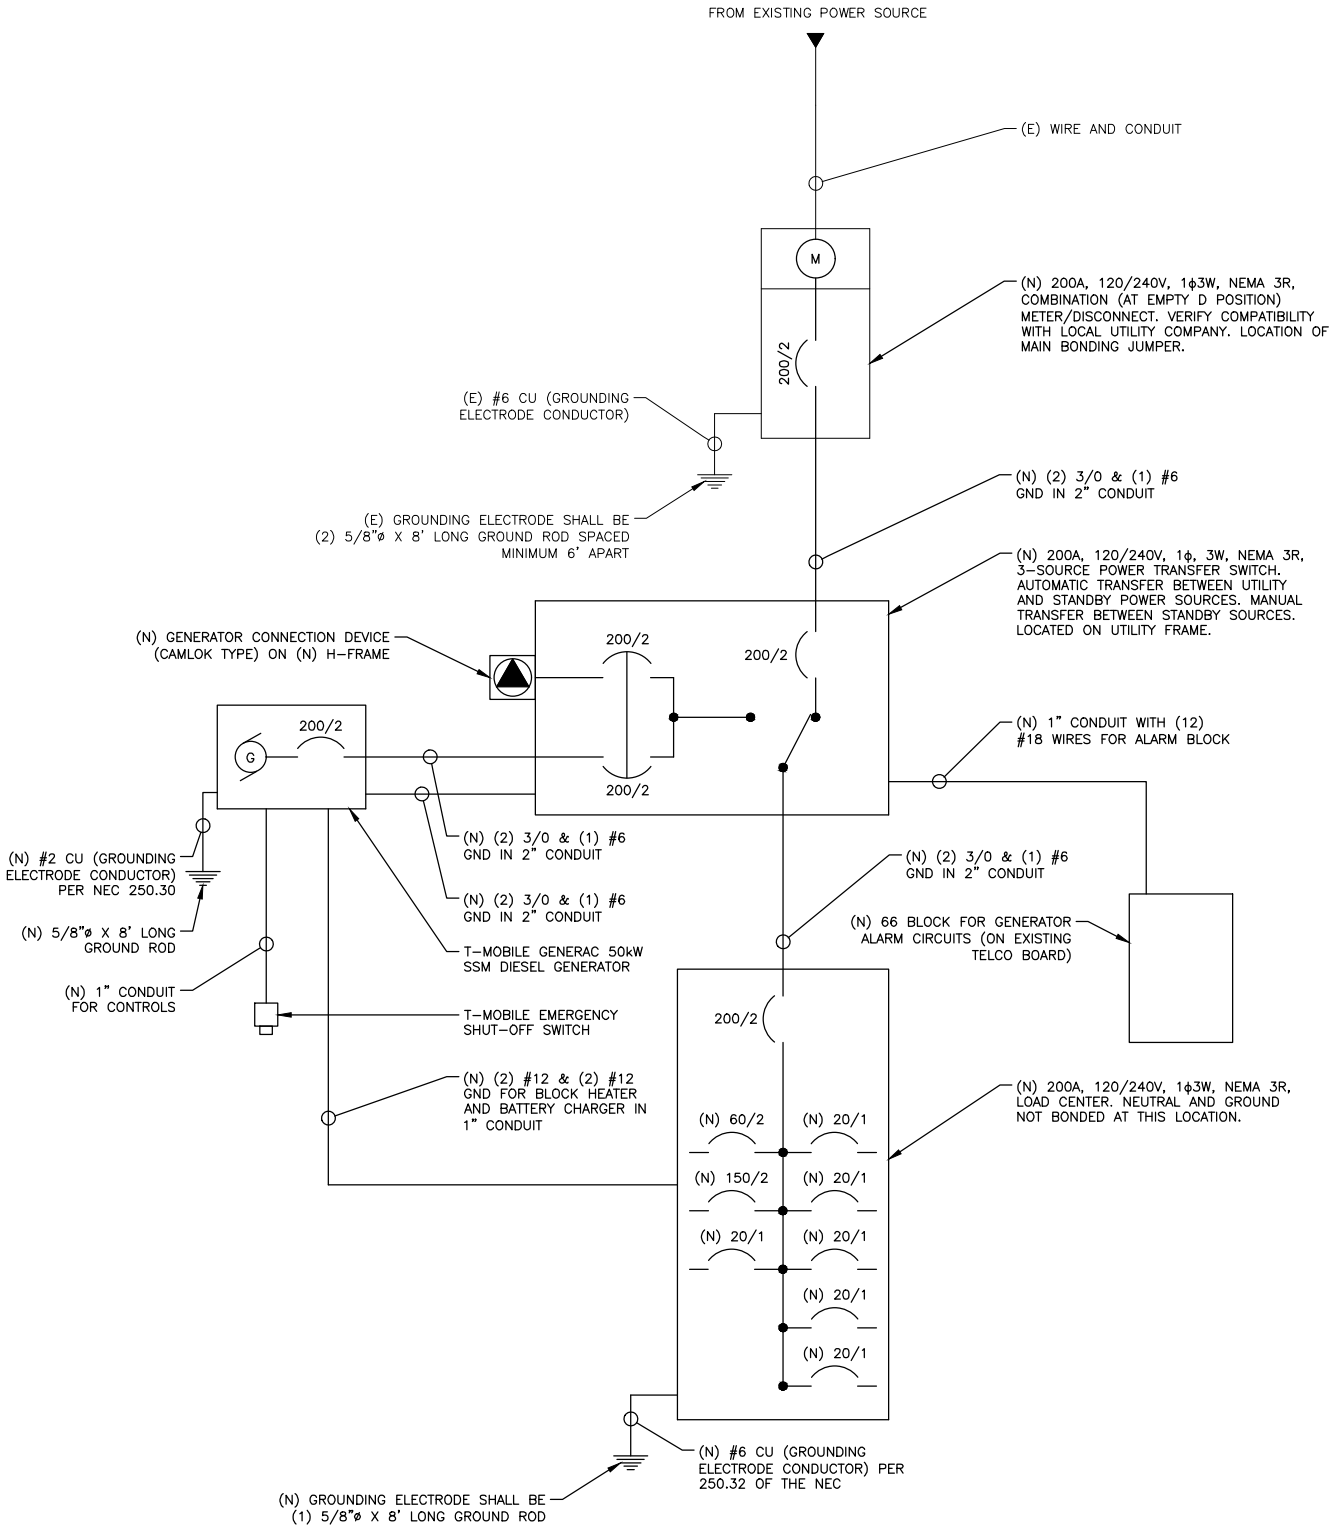 FROM EXISTING POWER SOURCE
(E) WIRE AND CONDUIT
M
(N) 200A, 120/240V, 1ϕ3W, NEMA 3R,
COMBINATION (AT EMPTY D POSITION)
METER/DISCONNECT. VERIFY COMPATIBILITY
WITH LOCAL UTILITY COMPANY. LOCATION OF
MAIN BONDING JUMPER.
200/2
(E) #6 CU (GROUNDING
ELECTRODE CONDUCTOR)
(N) (2) 3/0 & (1) #6
GND IN 2" CONDUIT
(E) GROUNDING ELECTRODE SHALL BE
(2) 5/8"ø X 8' LONG GROUND ROD SPACED
MINIMUM 6' APART
(N) 200A, 120/240V, 1ϕ, 3W, NEMA 3R,
3-SOURCE POWER TRANSFER SWITCH.
AUTOMATIC TRANSFER BETWEEN UTILITY
AND STANDBY POWER SOURCES. MANUAL
TRANSFER BETWEEN STANDBY SOURCES.
LOCATED ON UTILITY FRAME.
(N) GENERATOR CONNECTION DEVICE
(CAMLOK TYPE) ON (N) H-FRAME
200/2
200/2
200/2
G
200/2
(N) 1" CONDUIT WITH (12)
#18 WIRES FOR ALARM BLOCK
(N) (2) 3/0 & (1) #6
GND IN 2" CONDUIT
(N) #2 CU (GROUNDING
ELECTRODE CONDUCTOR)
PER NEC 250.30
(N) (2) 3/0 & (1) #6
GND IN 2" CONDUIT
(N) (2) 3/0 & (1) #6
GND IN 2" CONDUIT
(N) 5/8"ø X 8' LONG
GROUND ROD
(N) 66 BLOCK FOR GENERATOR
ALARM CIRCUITS (ON EXISTING
TELCO BOARD)
T-MOBILE GENERAC 50kW
SSM DIESEL GENERATOR
(N) 1" CONDUIT
FOR CONTROLS
T-MOBILE EMERGENCY
SHUT-OFF SWITCH
200/2
(N) (2) #12 & (2) #12
GND FOR BLOCK HEATER
AND BATTERY CHARGER IN
1" CONDUIT
(N) 200A, 120/240V, 1ϕ3W, NEMA 3R,
LOAD CENTER. NEUTRAL AND GROUND
NOT BONDED AT THIS LOCATION.
(N) 60/2
(N) 20/1
(N) 150/2
(N) 20/1
(N) 20/1
(N) 20/1
(N) 20/1
(N) 20/1
(N) #6 CU (GROUNDING
ELECTRODE CONDUCTOR) PER
250.32 OF THE NEC
(N) GROUNDING ELECTRODE SHALL BE
(1) 5/8"ø X 8' LONG GROUND ROD